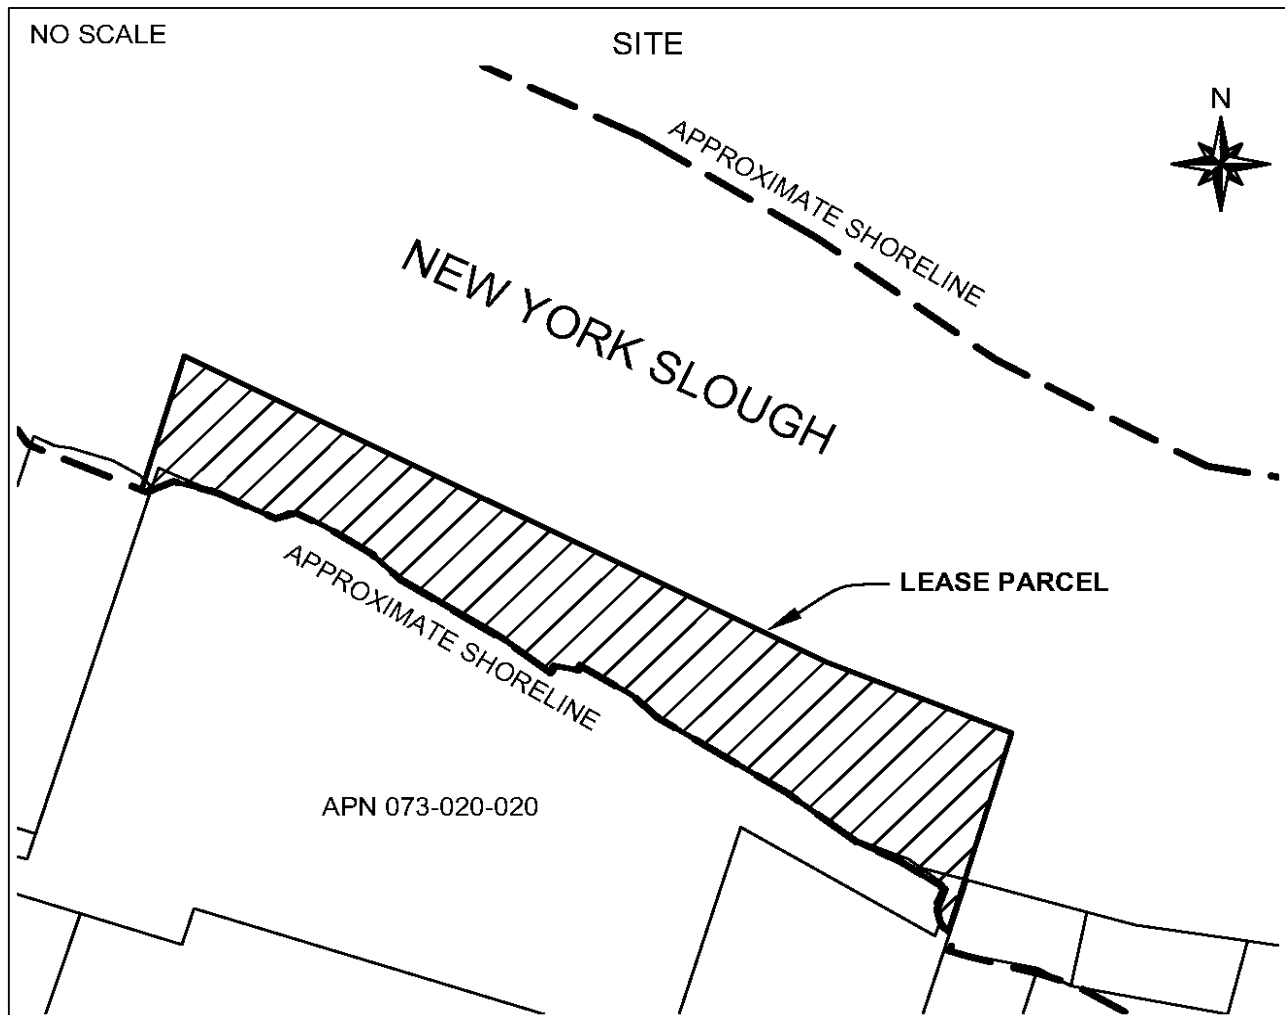 NO SCALE
SITE
N
APPROXIMATE SHORELINE
NEW YORK SLOUGH
LEASE PARCEL
APPROXIMATE SHORELINE
APN 073-020-020